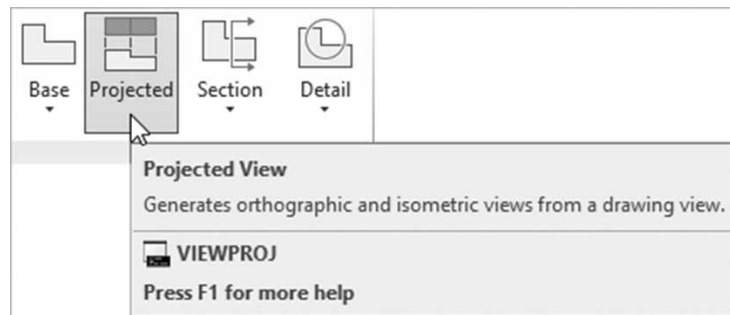 Base Projected Section Detail
Projected View
Generates orthographic and isometric views from a drawing view.
VIEWPROJ
Press F1 for more help